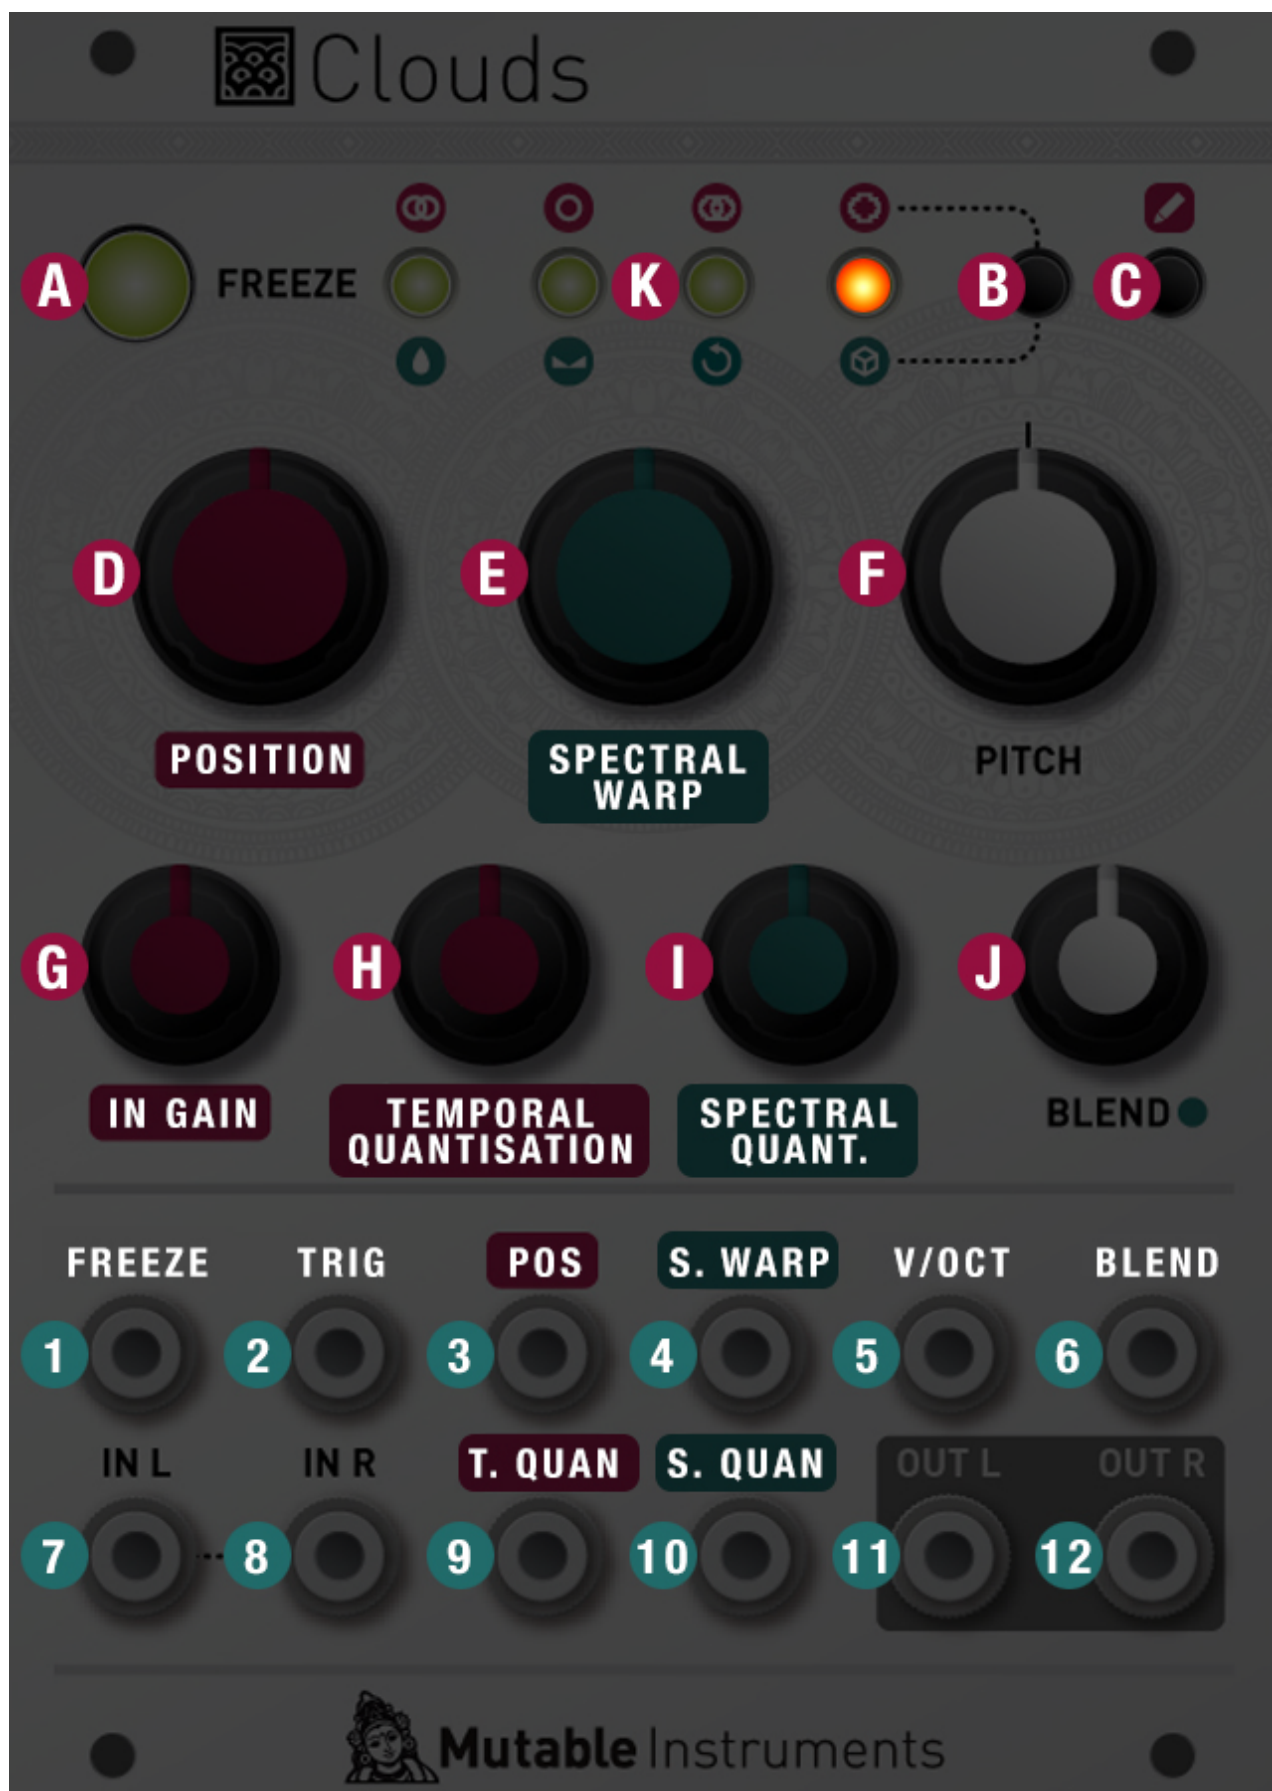 Clouds
A
FREEZE
K
B
C
D
E
F
POSITION
SPECTRAL
WARP
PITCH
G
H
I
J
IN GAIN
TEMPORAL
QUANTISATION
SPECTRAL
QUANT.
BLEND
FREEZE
TRIG
POS
S. WARP
V/OCT
BLEND
1
2
3
4
5
6
IN L
IN R
T. QUAN
S. QUAN
OUT L
OUT R
7
8
9
10
11
12
Mutable Instruments